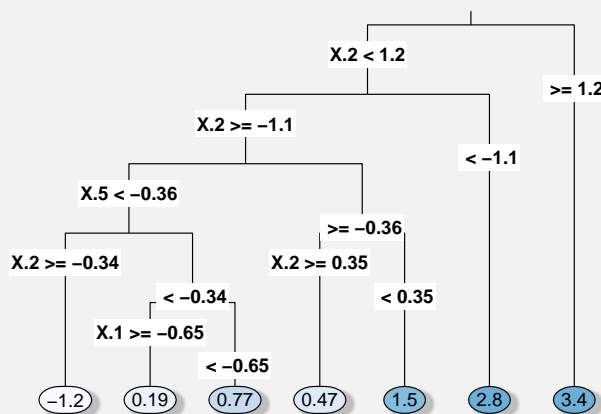 X.2 < 1.2
>= 1.2
X.2 >= −1.1
< −1.1
X.5 < −0.36
>= −0.36
X.2 >= −0.34
X.2 >= 0.35
< −0.34
< 0.35
X.1 >= −0.65
< −0.65
−1.2 0.19 0.77 0.47 1.5 2.8 3.4